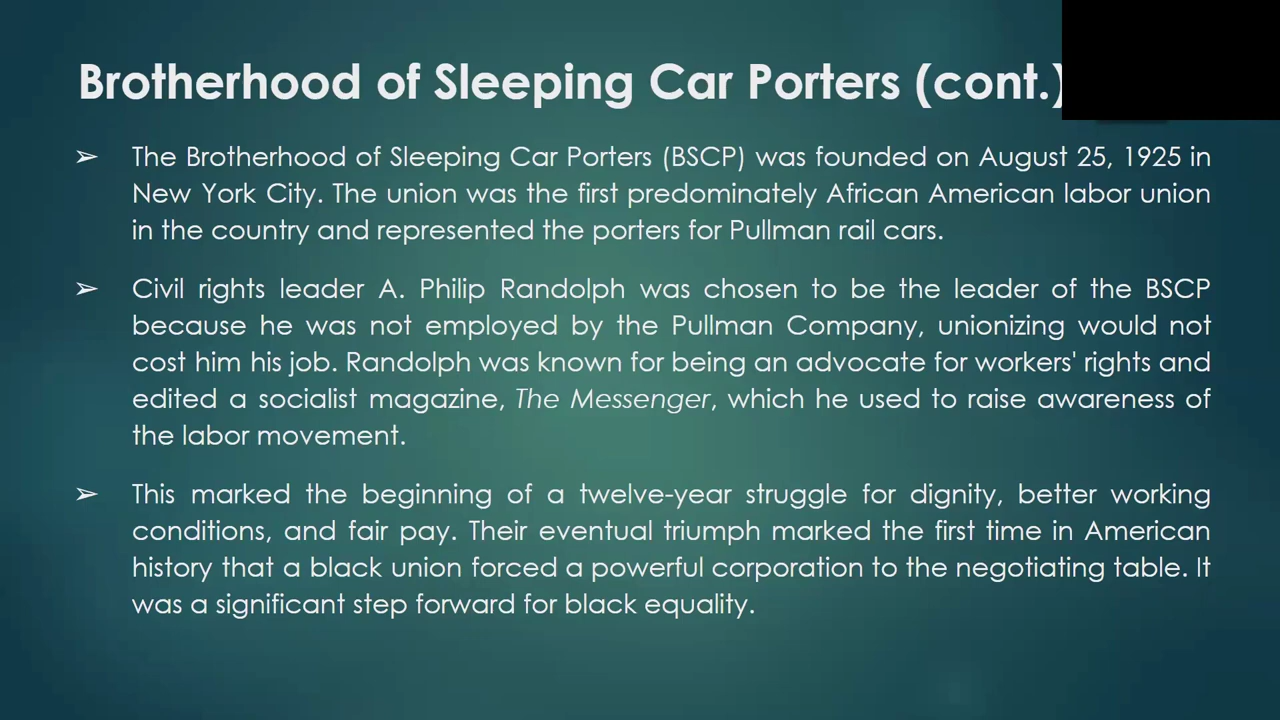 Brotherhood of Sleeping Car Porters (cont.)
➢ The Brotherhood of Sleeping Car Porters (BSCP) was founded on August 25, 1925 in
New York City. The union was the first predominately African American labor union
in the country and represented the porters for Pullman rail cars.
➢ Civil rights leader A. Philip Randolph was chosen to be the leader of the BSCP
because he was not employed by the Pullman Company, unionizing would not
cost him his job. Randolph was known for being an advocate for workers' rights and
edited a socialist magazine, The Messenger, which he used to raise awareness of
the labor movement.
➢ This marked the beginning of a twelve-year struggle for dignity, better working
conditions, and fair pay. Their eventual triumph marked the first time in American
history that a black union forced a powerful corporation to the negotiating table. It
was a significant step forward for black equality.